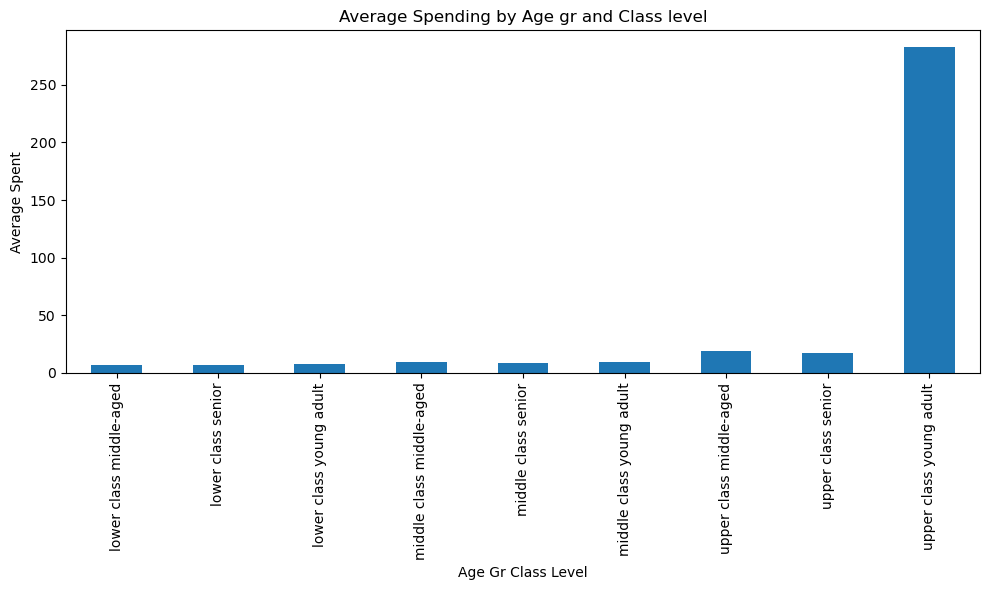 Average Spending by Age gr and Class level
Average Spent
250
200
150
100
50
0
lower class middle-aged
lower class senior
lower class young adult
middle class middle-aged
middle class senior
middle class young adult
upper class middle-aged
upper class senior
upper class young adult
Age Gr Class Level